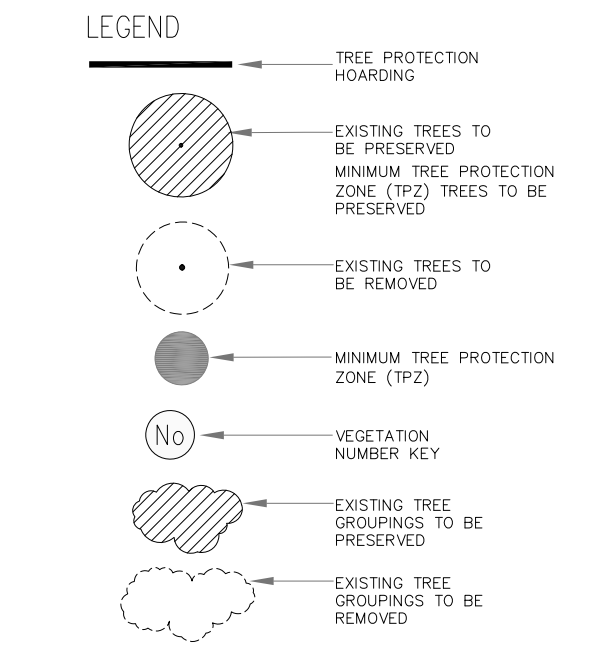 LEGEND
TREE PROTECTION
HOARDING
EXISTING TREES TO
BE PRESERVED
MINIMUM TREE PROTECTION
ZONE (TPZ) TREES TO BE
PRESERVED
EXISTING TREES TO
BE REMOVED
MINIMUM TREE PROTECTION
ZONE (TPZ)
No
VEGETATION
NUMBER KEY
EXISTING TREE
GROUPINGS TO BE
PRESERVED
EXISTING TREE
GROUPINGS TO BE
REMOVED